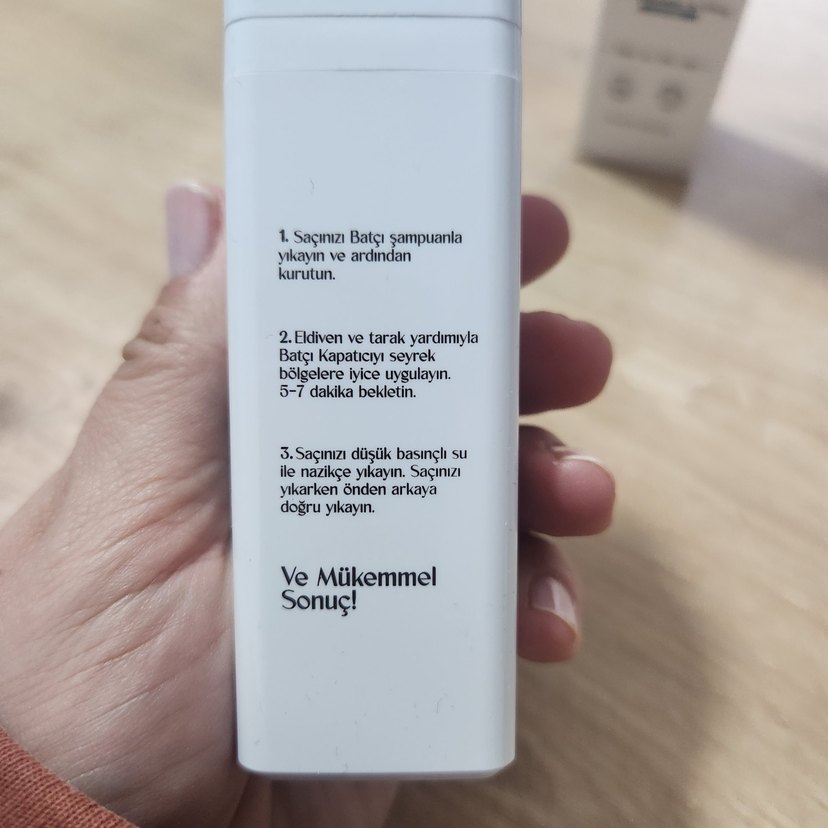 1. Saçınızı Batçı şampuanla
yıkayın ve ardından
kurutun.
2. Eldiven ve tarak yardımıyla
Batçı Kapatıcıyı seyrek
bölgelere iyice uygulayın.
5-7 dakika bekletin.
3. Saçınızı düşük basınçlı su
ile nazikçe yıkayın. Saçınızı
yıkarken önden arkaya
doğru yıkayın.
Ve Mükemmel
Sonuç!